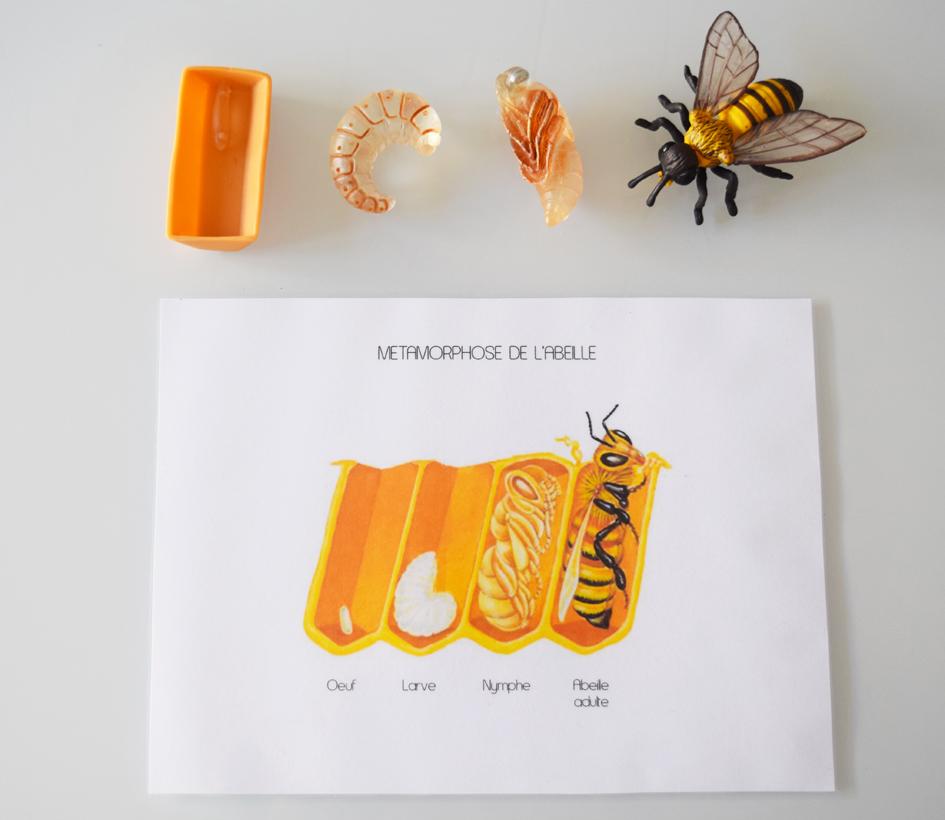 METAMORPHOSE DE L'ABEILLE
Oeuf Larve Nymphe Abeille
adulte